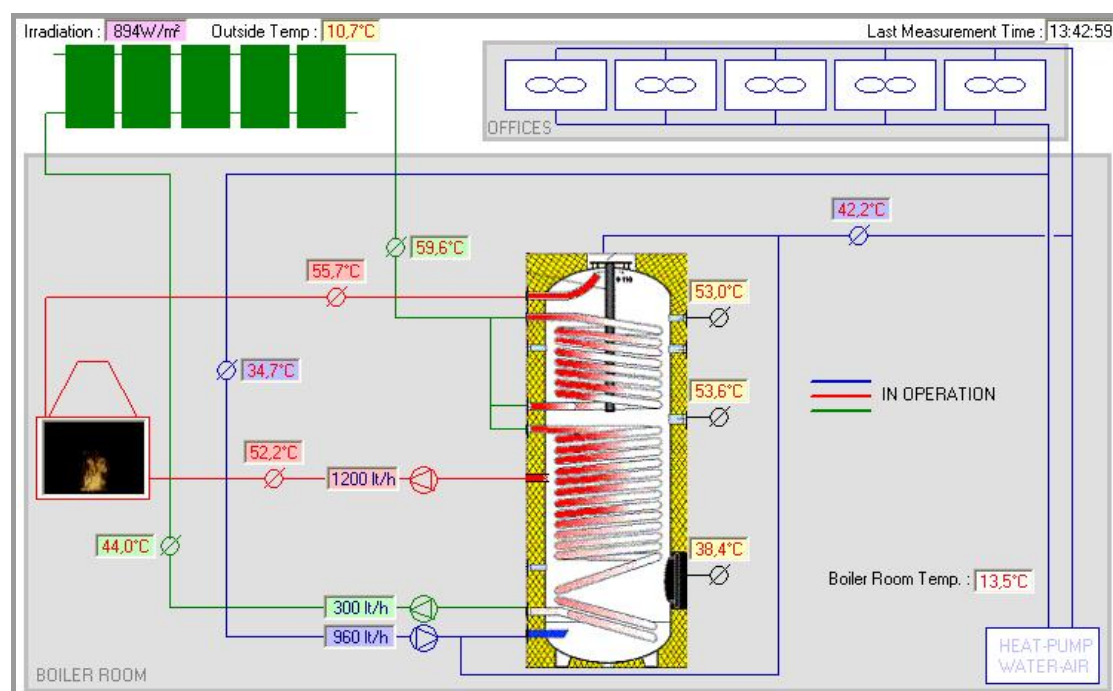 Irradiation : 894W/m² Outside Temp : 10,7°C Last Measurement Time : 13:42:59
OFFICES
42,2°C
59,6°C
55,7°C
53,0°C
34,7°C
53,6°C
IN OPERATION
52,2°C
1200 lt/h
44,0°C
38,4°C
Boiler Room Temp. : 13,5°C
300 lt/h
960 lt/h
HEAT-PUMP
WATER-AIR
BOILER ROOM